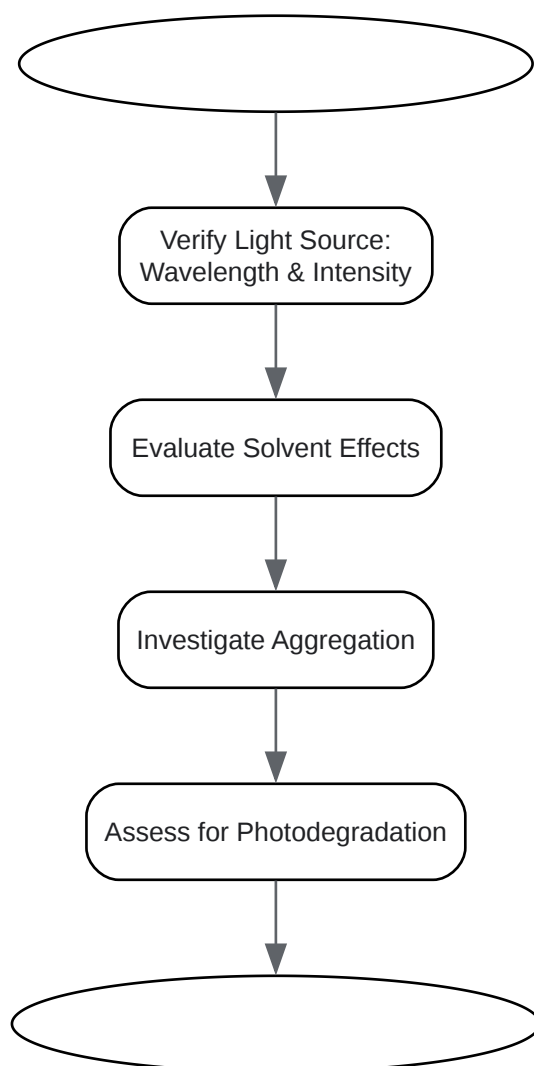 Verify Light Source:
Wavelength & Intensity
Evaluate Solvent Effects
Investigate Aggregation
Assess for Photodegradation